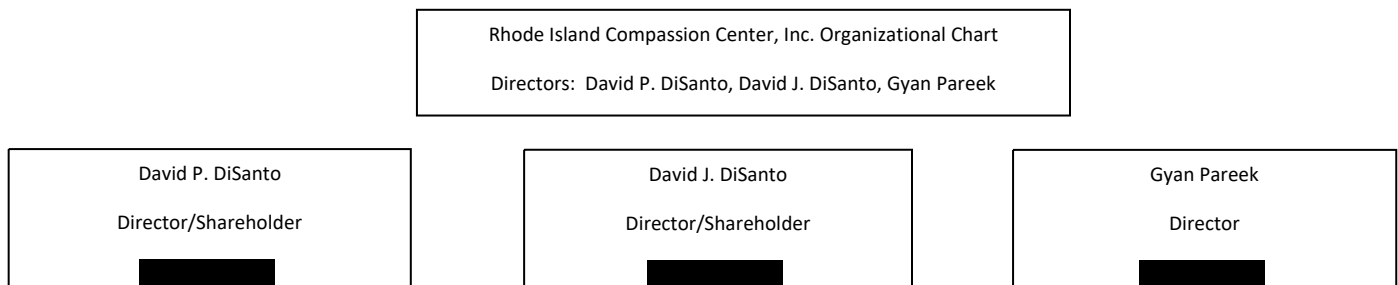 Rhode Island Compassion Center, Inc. Organizational Chart
Directors:  David P. DiSanto, David J. DiSanto, Gyan Pareek
David P. DiSanto
Director/Shareholder
David J. DiSanto
Director/Shareholder
Gyan Pareek
Director